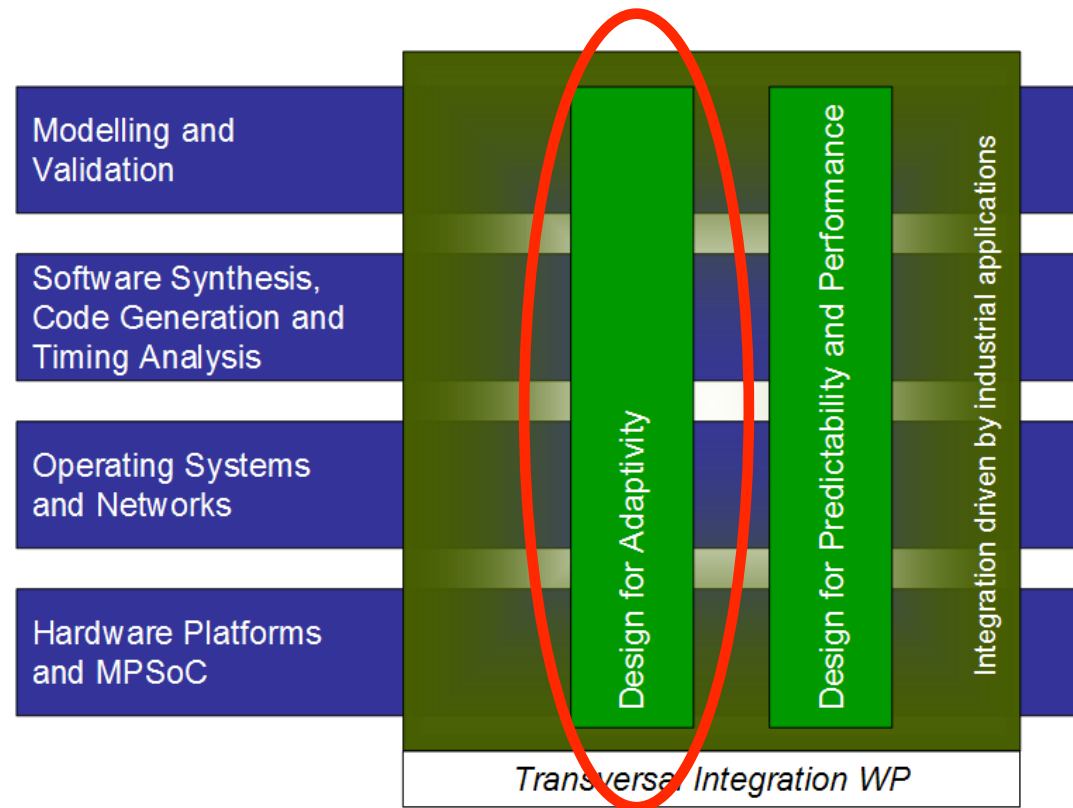 Modelling and
Validation
Software Synthesis,
Code Generation and
Timing Analysis
Operating Systems
and Networks
Hardware Platforms
and MPSoC
Design for Adaptivity
Design for Predictability and Performance
Integration driven by industrial applications
Transversal Integration WP